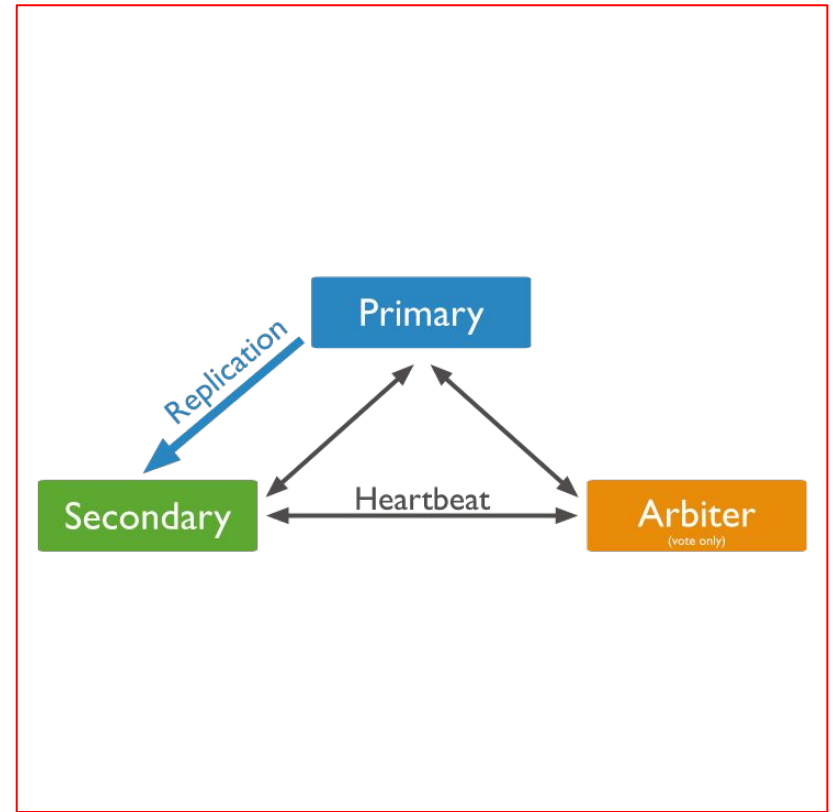 Primary
Replication
Secondary
Heartbeat
Arbiter
(vote only)